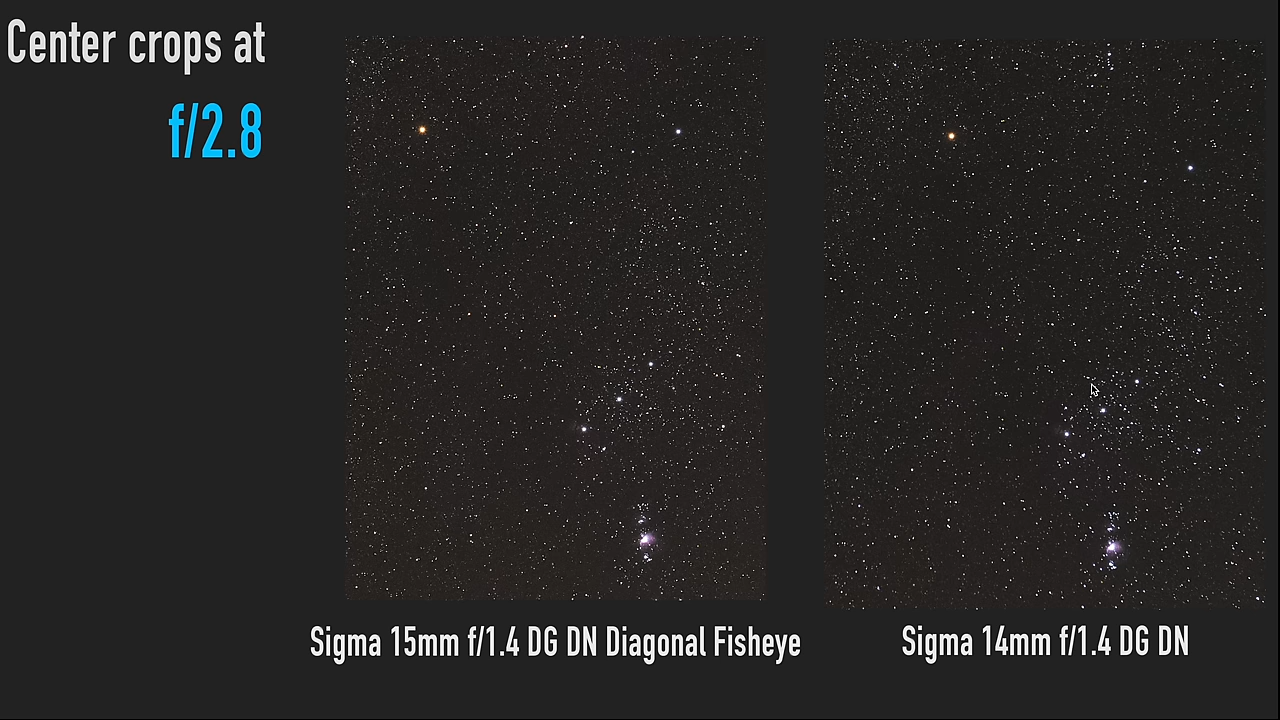 Center crops at
f/2.8
Sigma 15mm f/1.4 DG DN Diagonal Fisheye
Sigma 14mm f/1.4 DG DN